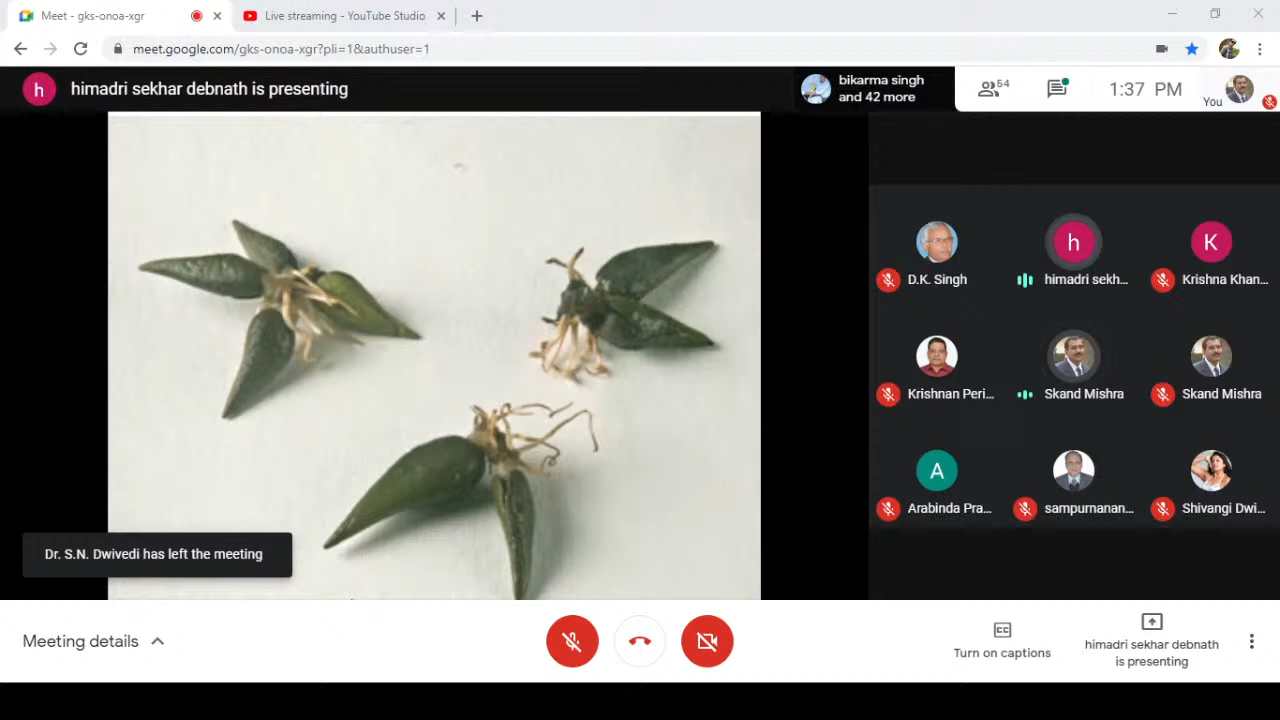 Meet - gks-onoa-xgr
Live streaming - YouTube Studio
meet.google.com/gks-onoa-xgr?pli=1&authuser=1
h
himadri sekhar debnath is presenting
bikarma singh
and 42 more
54
1:37 PM
You
D.K. Singh
h
himadri sekh...
K
Krishna Khan...
Krishnan Peri...
Skand Mishra
Skand Mishra
A
Arabinda Pra...
sampurnanan...
Shivangi Dwi...
Dr. S.N. Dwivedi has left the meeting
Meeting details
CC
Turn on captions
himadri sekhar debnath
is presenting